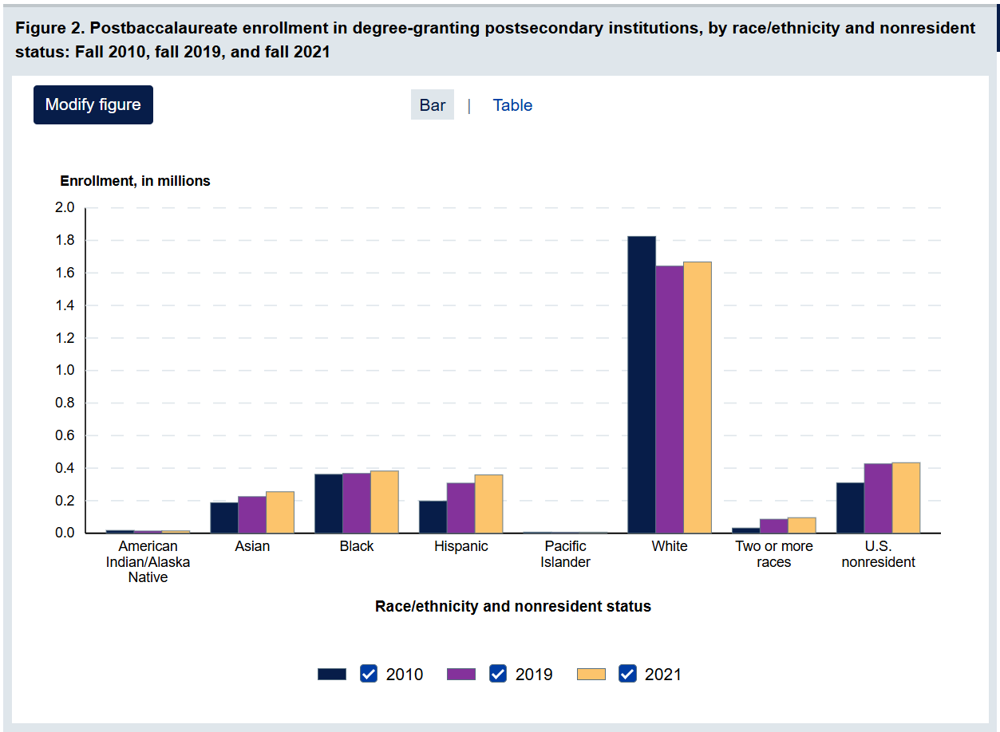 Figure 2. Postbaccalaureate enrollment in degree-granting postsecondary institutions, by race/ethnicity and nonresident
status: Fall 2010, fall 2019, and fall 2021
Modify figure
Bar | Table
Enrollment, in millions
2.0
1.8
1.6
1.4
1.2
1.0
0.8
0.6
0.4
0.2
0.0
American
Indian/Alaska
Native
Asian
Black
Hispanic
Pacific
Islander
White
Two or more
races
U.S.
nonresident
Race/ethnicity and nonresident status
2010 2019 2021